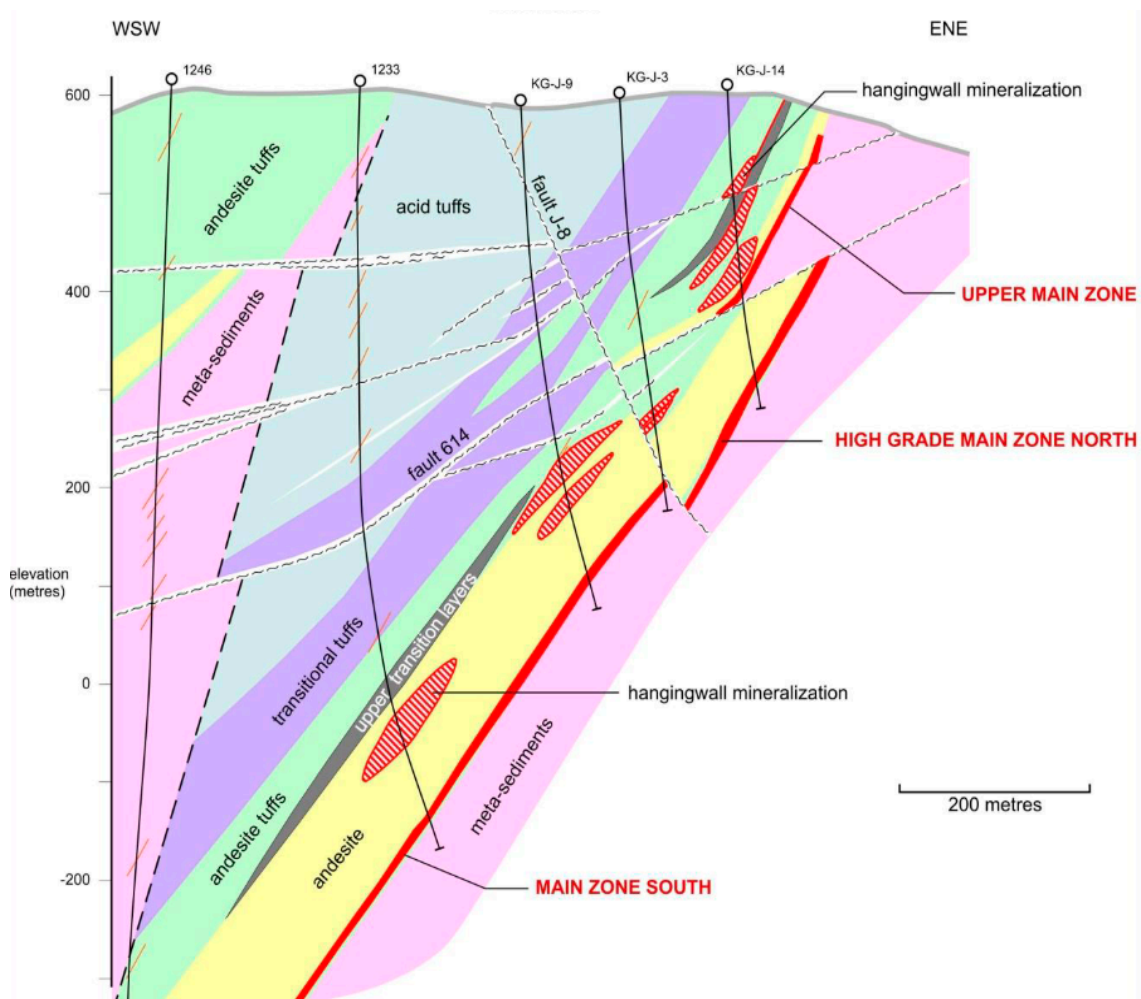 WSW
ENE
1246
1233
KG-J-9
KG-J-3
KG-J-14
hangingwall mineralization
600
andesite tuffs
acid tuffs
fault J-8
meta-sediments
400
UPPER MAIN ZONE
fault 614
HIGH GRADE MAIN ZONE NORTH
200
elevation
(metres)
transitional tuffs
upper transition layers
0
hangingwall mineralization
meta-sediments
200 metres
andesite tuffs
andesite
-200
MAIN ZONE SOUTH